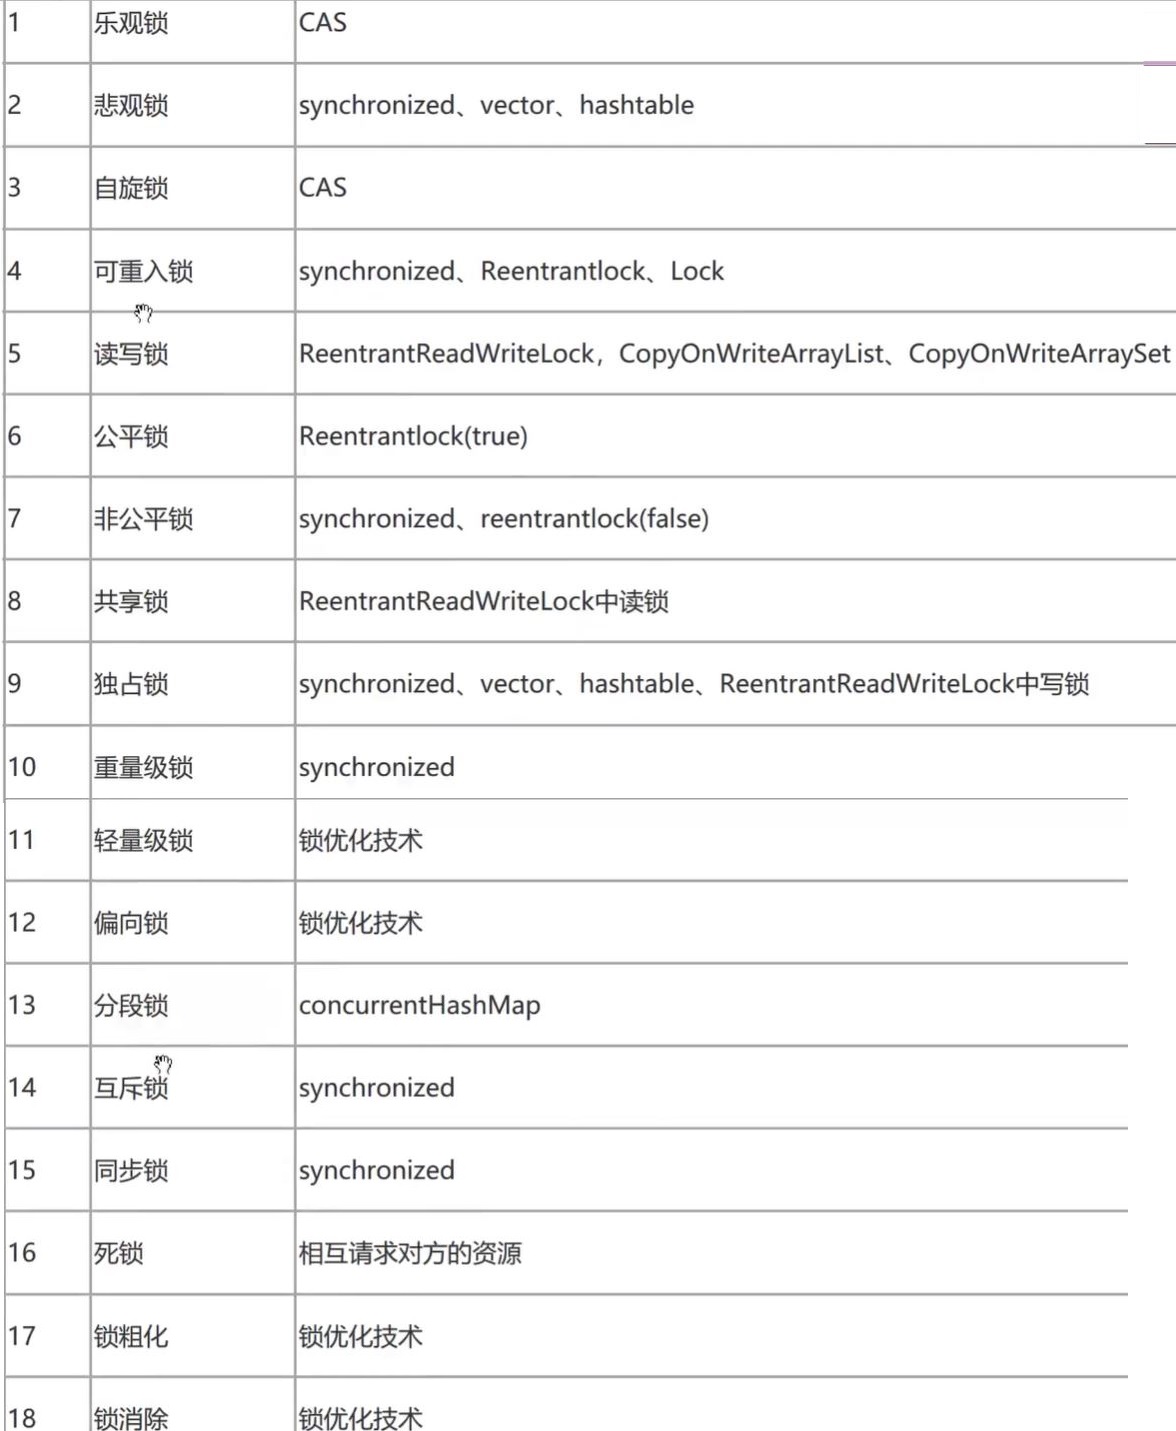 1 乐观锁 CAS
2 悲观锁 synchronized、vector、hashtable
3 自旋锁 CAS
4 可重入锁 synchronized、Reentrantlock、Lock
5 读写锁 ReentrantReadWriteLock，CopyOnWriteArrayList、CopyOnWriteArraySet
6 公平锁 Reentrantlock(true)
7 非公平锁 synchronized、reentrantlock(false)
8 共享锁 ReentrantReadWriteLock中读锁
9 独占锁 synchronized、vector、hashtable、ReentrantReadWriteLock中写锁
10 重量级锁 synchronized
11 轻量级锁 锁优化技术
12 偏向锁 锁优化技术
13 分段锁 concurrentHashMap
14 互斥锁 synchronized
15 同步锁 synchronized
16 死锁 相互请求对方的资源
17 锁粗化 锁优化技术
18 锁消除 锁优化技术